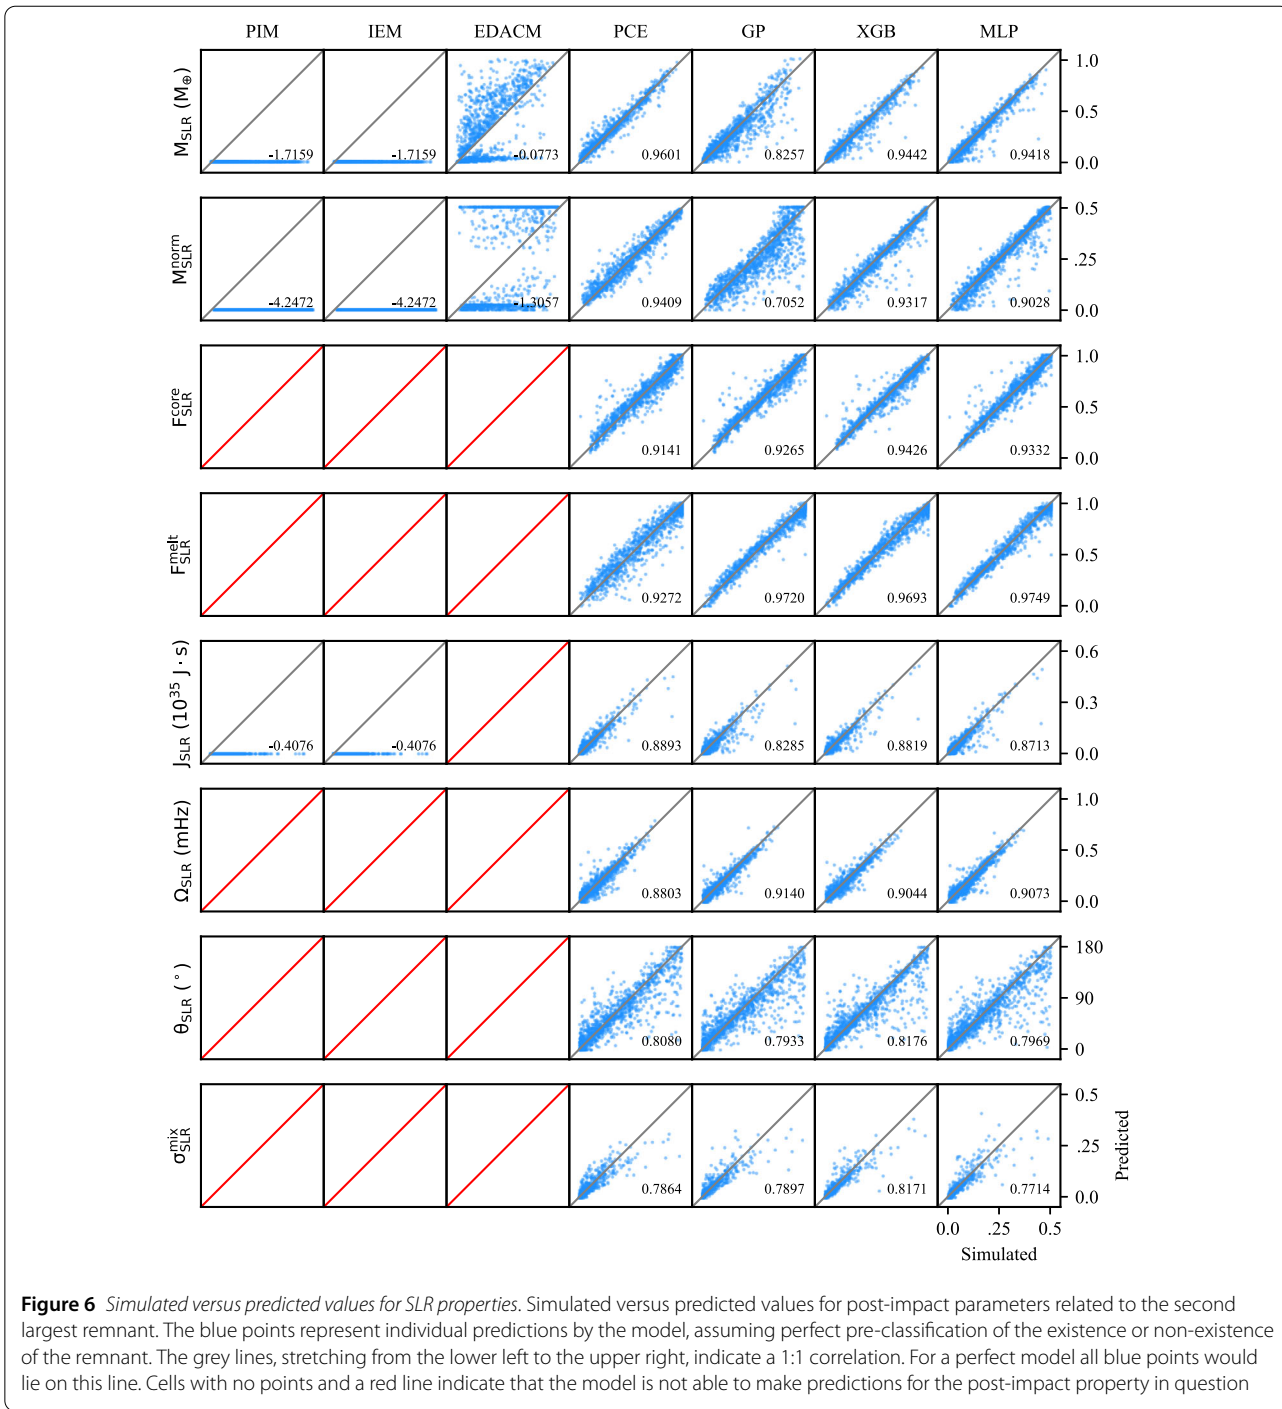 PIM IEM EDACM PCE GP XGB MLP
M_SLR (M_⊕) -1.7159 -1.7159 -0.0773 0.9601 0.8257 0.9442 0.9418 1.0 0.5 0.0
M^norm_SLR -4.2472 -4.2472 -1.3057 0.9409 0.7052 0.9317 0.9028 0.5 .25 0.0
F^core_SLR 0.9141 0.9265 0.9426 0.9332 1.0 0.5 0.0
F^melt_SLR 0.9272 0.9720 0.9693 0.9749 1.0 0.5 0.0
J_SLR (10^35 J · s) -0.4076 -0.4076 0.8893 0.8285 0.8819 0.8713 0.6 0.3 0.0
Ω_SLR (mHz) 0.8803 0.9140 0.9044 0.9073 1.0 0.5 0.0
θ_SLR (°) 0.8080 0.7933 0.8176 0.7969 180 90 0
σ^mix_SLR 0.7864 0.7897 0.8171 0.7714 0.5 .25 0.0
Predicted
0.0 .25 0.5
Simulated
Figure 6 Simulated versus predicted values for SLR properties. Simulated versus predicted values for post-impact parameters related to the second
largest remnant. The blue points represent individual predictions by the model, assuming perfect pre-classification of the existence or non-existence
of the remnant. The grey lines, stretching from the lower left to the upper right, indicate a 1:1 correlation. For a perfect model all blue points would
lie on this line. Cells with no points and a red line indicate that the model is not able to make predictions for the post-impact property in question